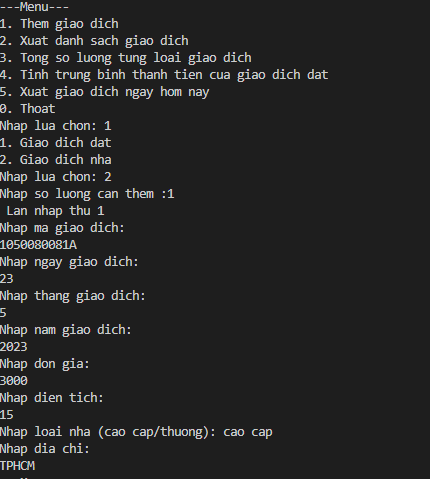 ---Menu---
1. Them giao dich
2. Xuat danh sach giao dich
3. Tong so luong tung loai giao dich
4. Tinh trung binh thanh tien cua giao dich dat
5. Xuat giao dich ngay hom nay
0. Thoat
Nhap lua chon: 1
1. Giao dich dat
2. Giao dich nha
Nhap lua chon: 2
Nhap so luong can them :1
 Lan nhap thu 1
Nhap ma giao dich:
1050080081A
Nhap ngay giao dich:
23
Nhap thang giao dich:
5
Nhap nam giao dich:
2023
Nhap don gia:
3000
Nhap dien tich:
15
Nhap loai nha (cao cap/thuong): cao cap
Nhap dia chi:
TPHCM